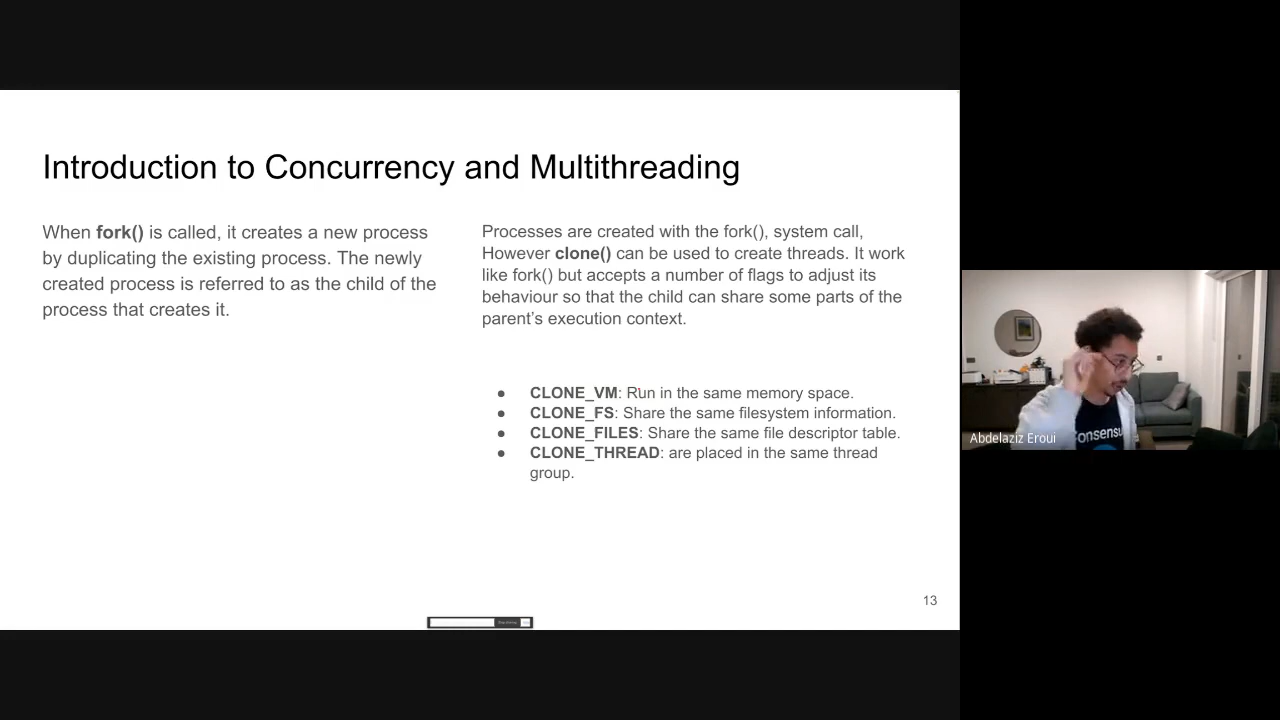 Introduction to Concurrency and Multithreading
When fork() is called, it creates a new process
by duplicating the existing process. The newly
created process is referred to as the child of the
process that creates it.
Processes are created with the fork(), system call,
However clone() can be used to create threads. It work
like fork() but accepts a number of flags to adjust its
behaviour so that the child can share some parts of the
parent's execution context.
● CLONE_VM: Run in the same memory space.
● CLONE_FS: Share the same filesystem information.
● CLONE_FILES: Share the same file descriptor table.
● CLONE_THREAD: are placed in the same thread
group.
13
Abdelaziz Eroui
Consensu